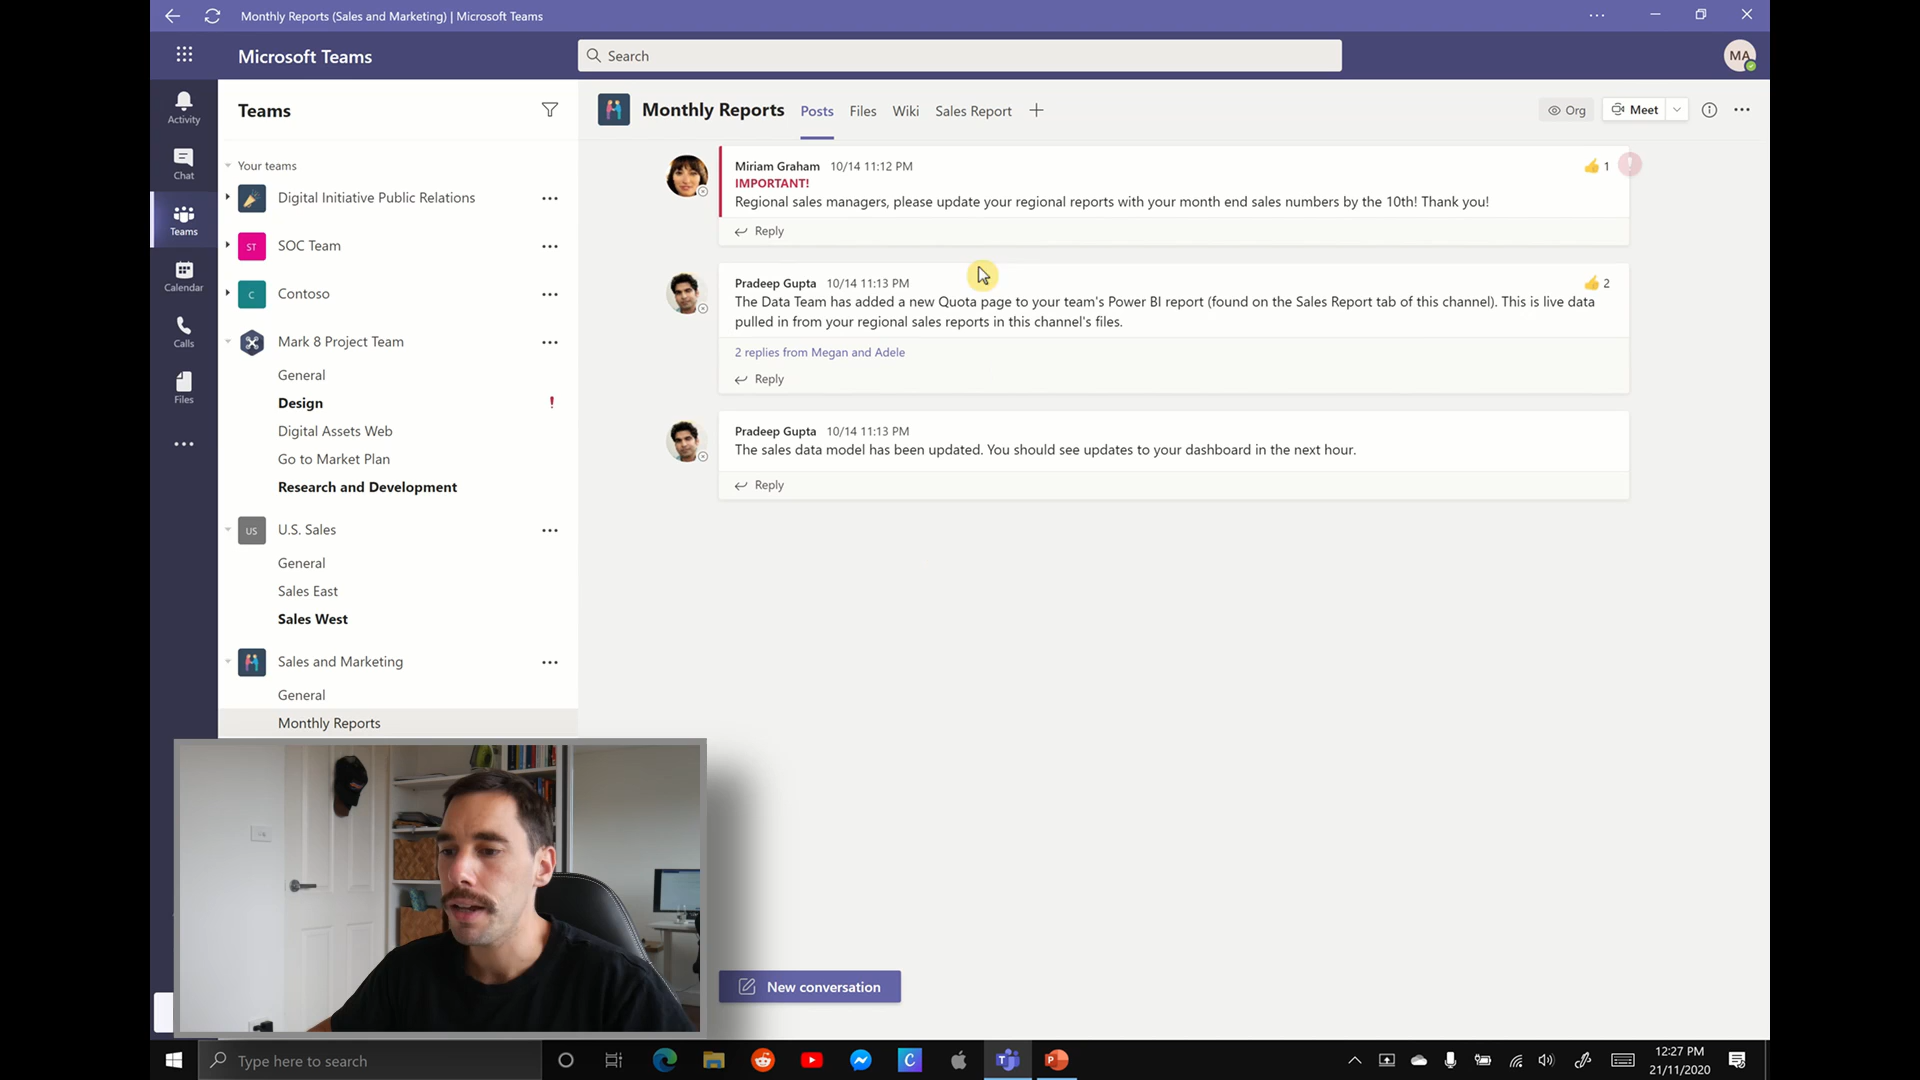 Monthly Reports (Sales and Marketing) | Microsoft Teams
Microsoft Teams
Search
MA
Activity
Chat
Teams
Calendar
Calls
Files
Teams
Your teams
Digital Initiative Public Relations
ST
SOC Team
C
Contoso
Mark 8 Project Team
General
Design
!
Digital Assets Web
Go to Market Plan
Research and Development
US
U.S. Sales
General
Sales East
Sales West
Sales and Marketing
General
Monthly Reports
Monthly Reports
Posts
Files
Wiki
Sales Report
Org
Meet
Miriam Graham 10/14 11:12 PM
1
!
IMPORTANT!
Regional sales managers, please update your regional reports with your month end sales numbers by the 10th! Thank you!
Reply
Pradeep Gupta 10/14 11:13 PM
2
The Data Team has added a new Quota page to your team's Power BI report (found on the Sales Report tab of this channel). This is live data
pulled in from your regional sales reports in this channel's files.
2 replies from Megan and Adele
Reply
Pradeep Gupta 10/14 11:13 PM
The sales data model has been updated. You should see updates to your dashboard in the next hour.
Reply
New conversation
Type here to search
12:27 PM
21/11/2020